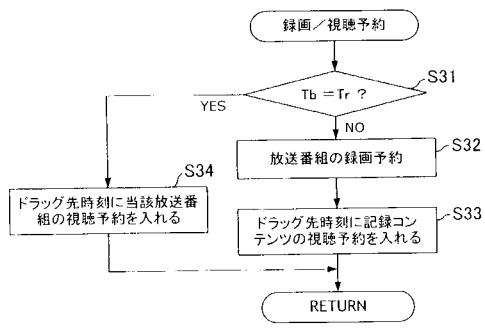 録画／視聴予約
S31
Tb =Tr ?
YES
NO
S32
放送番組の録画予約
S34
ドラッグ先時刻に当該放送番
組の視聴予約を入れる
S33
ドラッグ先時刻に記録コン
テンツの視聴予約を入れる
RETURN